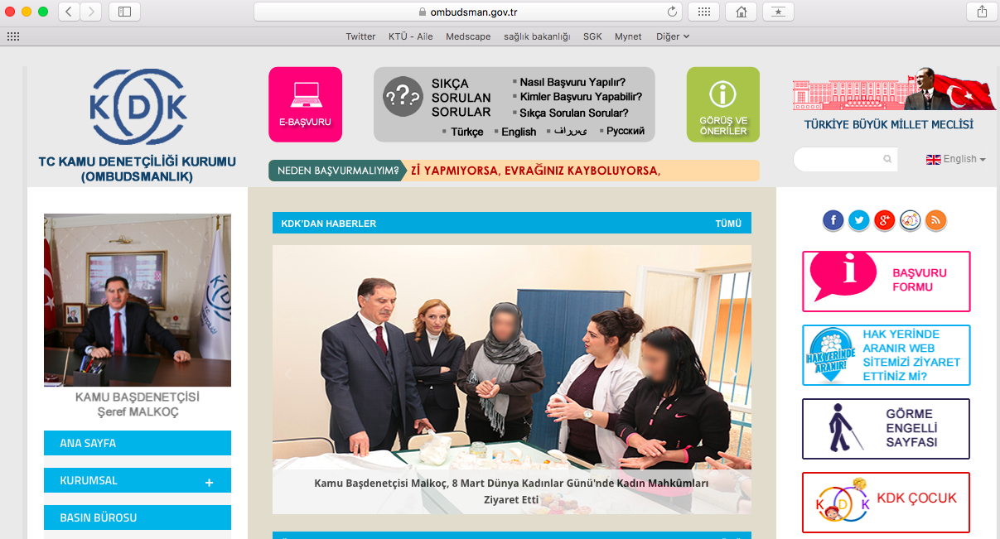 ombudsman.gov.tr
Twitter KTÜ - Aile Medscape sağlık bakanlığı SGK Mynet Diğer
KDK
TC KAMU DENETÇİLİĞİ KURUMU
(OMBUDSMANLIK)
E-BAŞVURU
???
SIKÇA
SORULAN
SORULAR
Nasıl Başvuru Yapılır?
Kimler Başvuru Yapabilir?
Sıkça Sorulan Sorular?
Türkçe English فارسی Русский
i
GÖRÜŞ VE
ÖNERİLER
TÜRKİYE BÜYÜK MİLLET MECLİSİ
English
NEDEN BAŞVURMALIYIM? Zİ YAPMIYORSA, EVRAĞINIZ KAYBOLUYORSA,
KAMU BAŞDENETÇİSİ
Şeref MALKOÇ
ANA SAYFA
KURUMSAL +
BASIN BÜROSU
KDK'DAN HABERLER TÜMÜ
Kamu Başdenetçisi Malkoç, 8 Mart Dünya Kadınlar Günü'nde Kadın Mahkûmları
Ziyaret Etti
f g+
i
BAŞVURU
FORMU
HAK YERİNDE
ARANIR!
HAK YERİNDE
ARANIR WEB
SİTEMİZİ ZİYARET
ETTİNİZ Mİ?
GÖRME
ENGELLİ
SAYFASI
KDK
KDK ÇOCUK